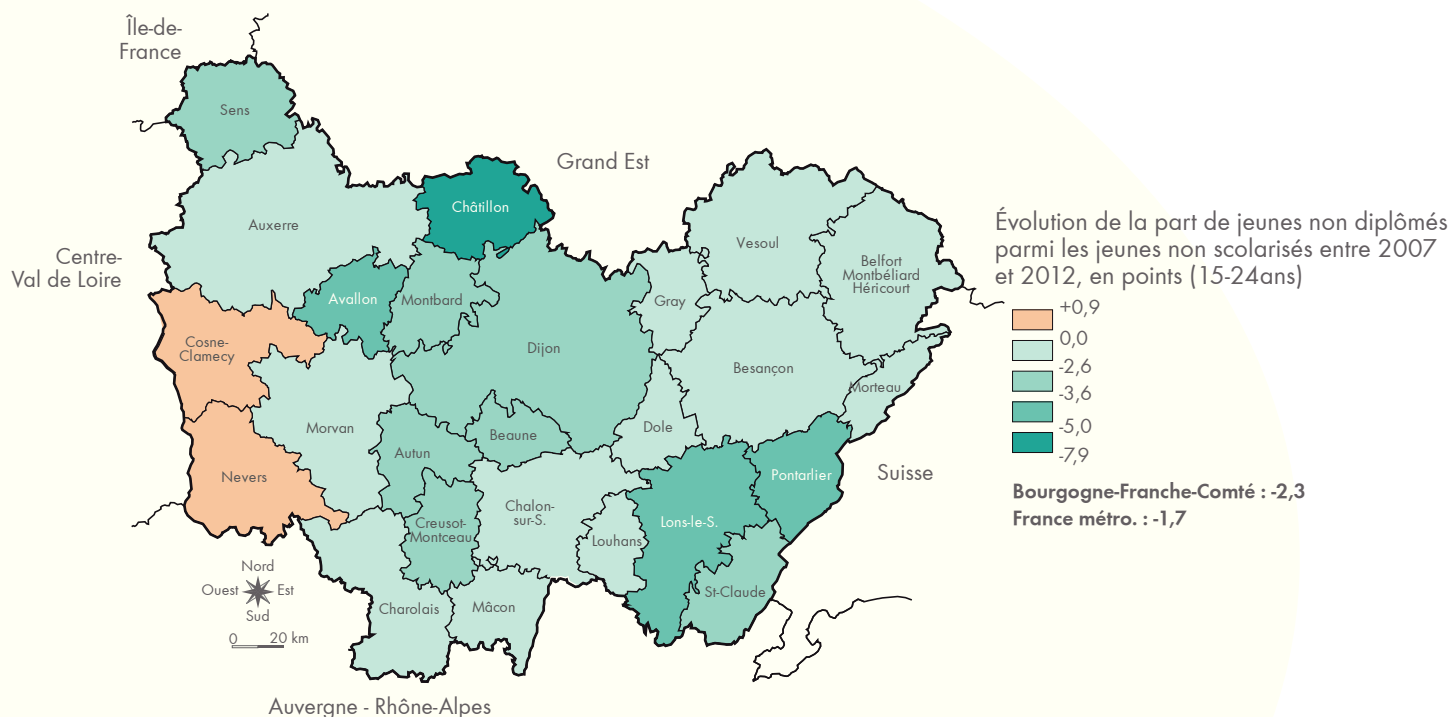 Île-de-
France
Sens
Grand Est
Châtillon
Auxerre
Vesoul
Centre-
Val de Loire
Belfort
Montbéliard
Héricourt
Avallon
Montbard
Gray
Cosne-
Clamecy
Dijon
Besançon
Morteau
Morvan
Beaune
Dole
Autun
Nevers
Pontarlier
Suisse
Chalon-
sur-S.
Creusot-
Montceau
Lons-le-S.
Louhans
St-Claude
Charolais
Mâcon
Nord
Ouest
Est
Sud
0
20 km
Auvergne - Rhône-Alpes
Évolution de la part de jeunes non diplômés
parmi les jeunes non scolarisés entre 2007
et 2012, en points (15-24ans)
+0,9
0,0
-2,6
-3,6
-5,0
-7,9
Bourgogne-Franche-Comté : -2,3
France métro. : -1,7